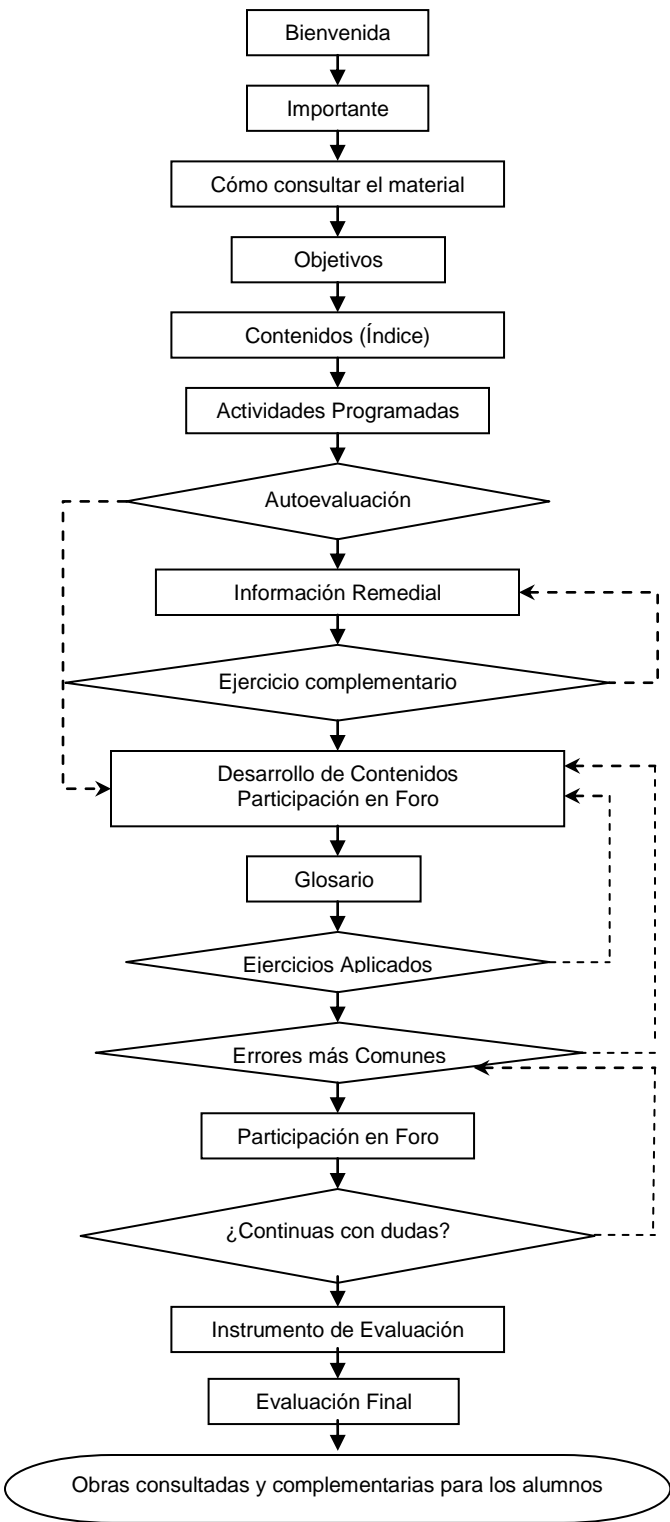 Bienvenida
Importante
Cómo consultar el material
Objetivos
Contenidos (Índice)
Actividades Programadas
Autoevaluación
Información Remedial
Ejercicio complementario
Desarrollo de Contenidos
Participación en Foro
Glosario
Ejercicios Aplicados
Errores más Comunes
Participación en Foro
¿Continuas con dudas?
Instrumento de Evaluación
Evaluación Final
Obras consultadas y complementarias para los alumnos